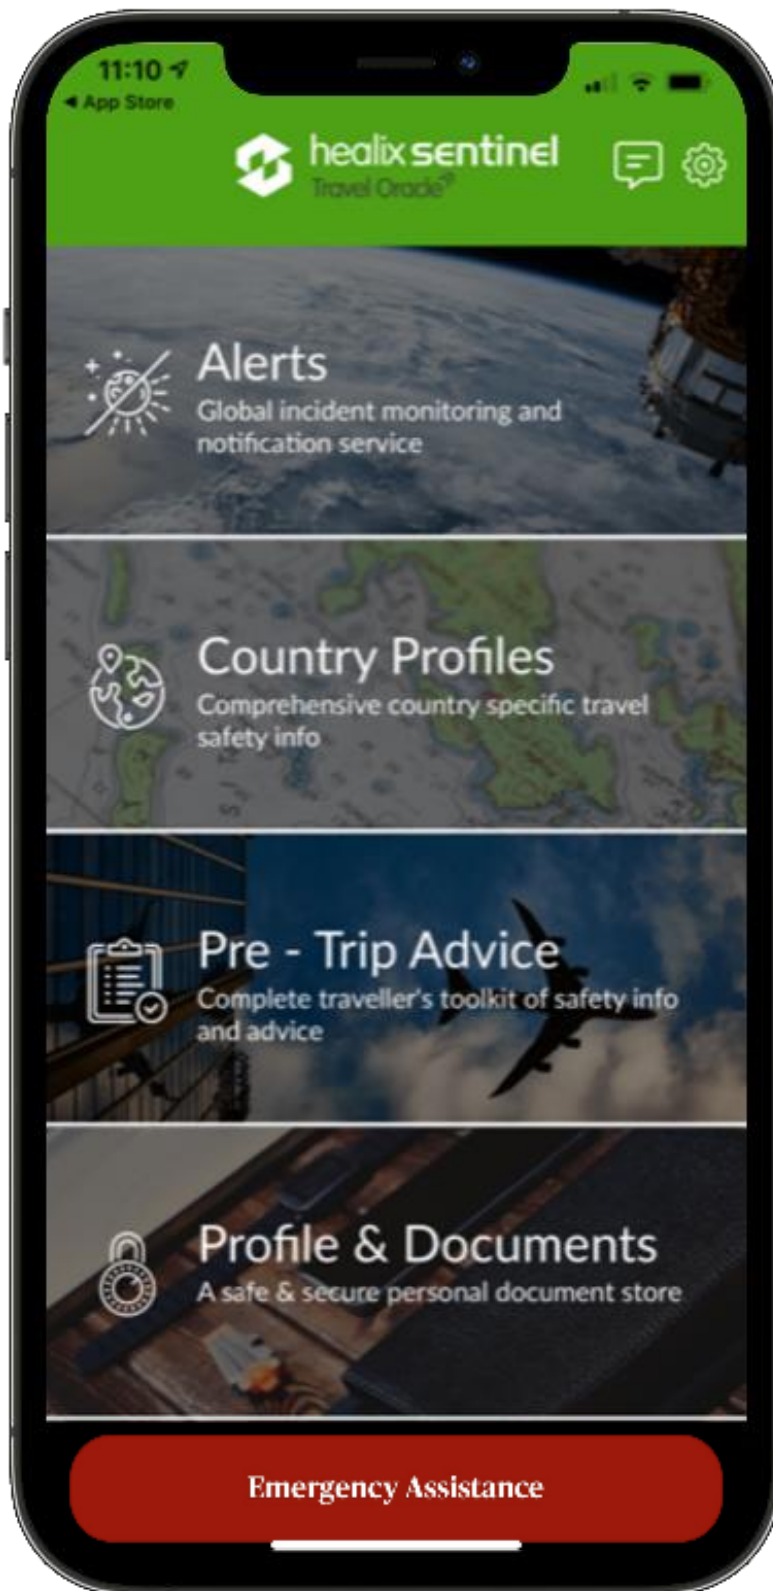 11:10
◀ App Store
healix sentinel
Travel Oracle
Alerts
Global incident monitoring and
notification service
Country Profiles
Comprehensive country specific travel
safety info
Pre - Trip Advice
Complete traveller's toolkit of safety info
and advice
Profile & Documents
A safe & secure personal document store
Emergency Assistance